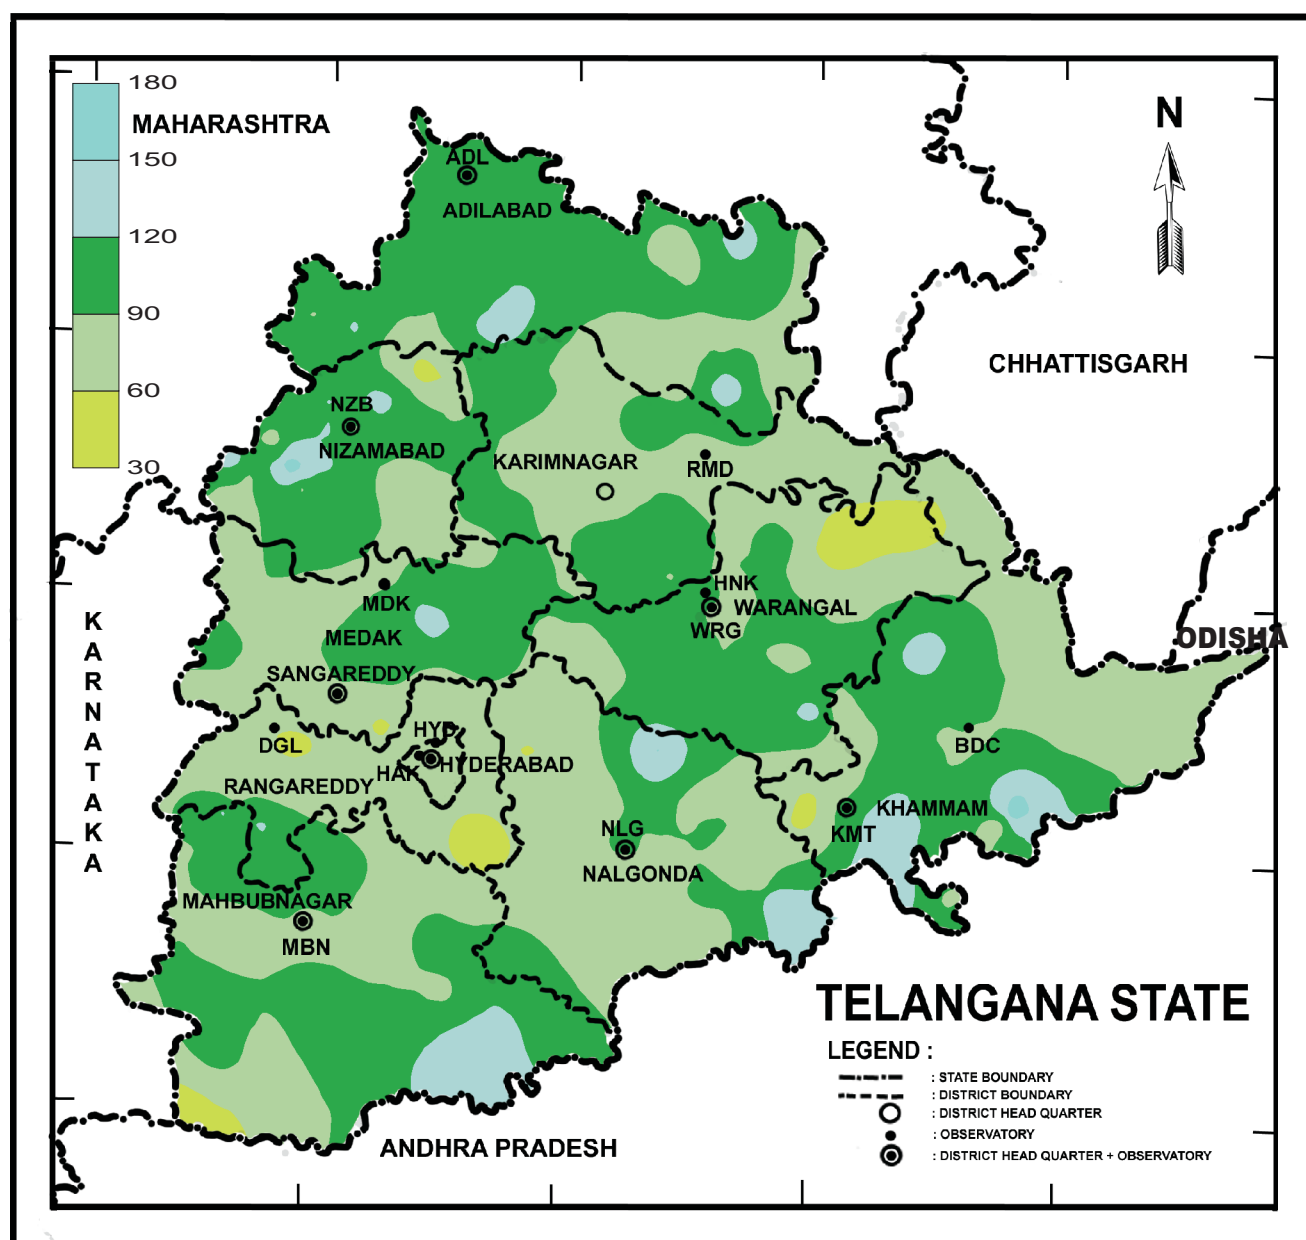 180
MAHARASHTRA
150
120
90
60
30
N
ADL
ADILABAD
CHHATTISGARH
NZB
NIZAMABAD
KARIMNAGAR
RMD
HNK
WARANGAL
WRG
MDK
MEDAK
SANGAREDDY
KARNATAKA
ODISHA
DGL
HYD
HAK
HYDERABAD
RANGAREDDY
BDC
KHAMMAM
KMT
NLG
NALGONDA
MAHBUBNAGAR
MBN
TELANGANA STATE
LEGEND :
: STATE BOUNDARY
: DISTRICT BOUNDARY
: DISTRICT HEAD QUARTER
: OBSERVATORY
: DISTRICT HEAD QUARTER + OBSERVATORY
ANDHRA PRADESH